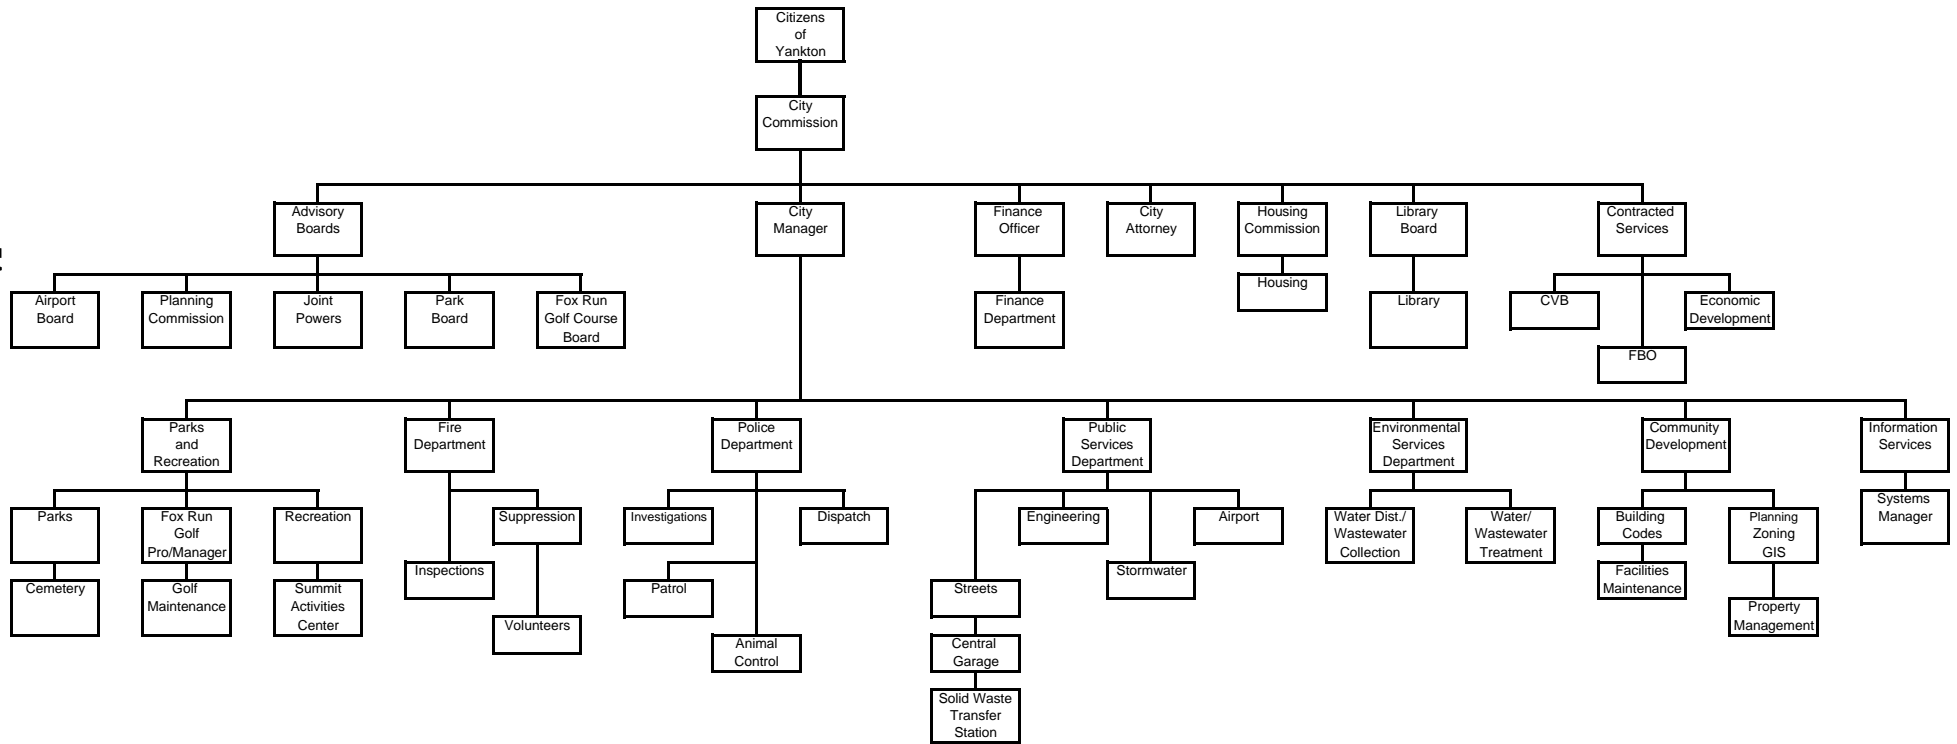 Citizens
of
Yankton
City
Commission
Advisory
Boards
City
Manager
Finance
Officer
City
Attorney
Housing
Commission
Library
Board
Contracted
Services
Airport
Board
Planning
Commission
Joint
Powers
Park
Board
Fox Run
Golf Course
Board
Finance
Department
Housing
Library
CVB
Economic
Development
FBO
Parks
and
Recreation
Fire
Department
Police
Department
Public
Services
Department
Environmental
Services
Department
Community
Development
Information
Services
Parks
Fox Run
Golf
Pro/Manager
Recreation
Suppression
Investigations
Dispatch
Engineering
Airport
Water Dist./
Wastewater
Collection
Water/
Wastewater
Treatment
Building
Codes
Planning
Zoning
GIS
Systems
Manager
Cemetery
Golf
Maintenance
Summit
Activities
Center
Inspections
Volunteers
Patrol
Animal
Control
Streets
Stormwater
Central
Garage
Solid Waste
Transfer
Station
Facilities
Maintenance
Property
Management